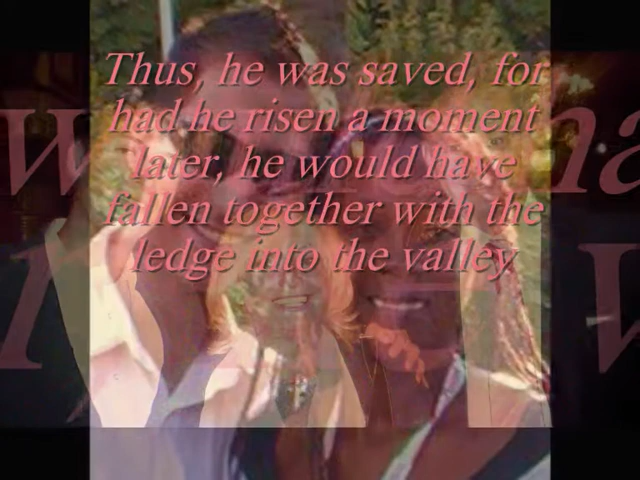 Thus, he was saved, for
had he risen a moment
later, he would have
fallen together with the
ledge into the valley